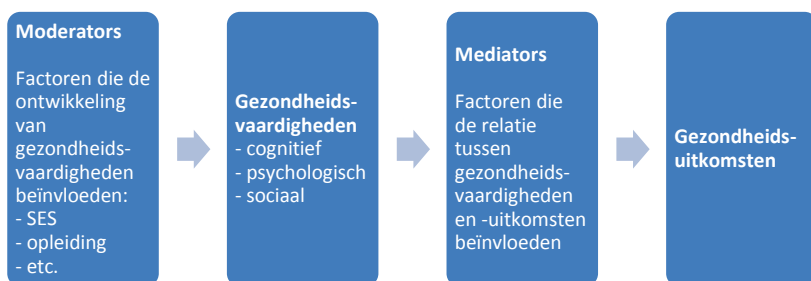 Moderators
Factoren die de
ontwikkeling
van
gezondheids-
vaardigheden
beïnvloeden:
- SES
- opleiding
- etc.
Gezondheids-
vaardigheden
- cognitief
- psychologisch
- sociaal
Mediators
Factoren die
de relatie
tussen
gezondheids-
vaardigheden
en -uitkomsten
beïnvloeden
Gezondheids-
uitkomsten